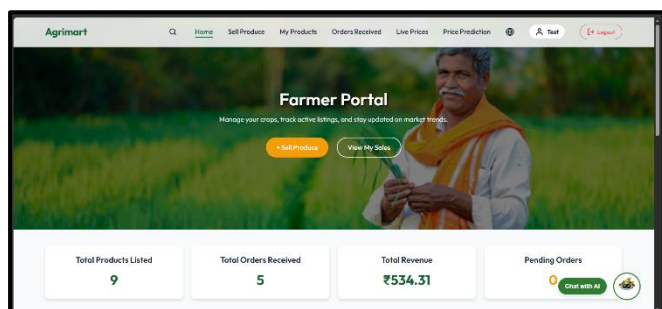 Agrimart
Home Sell Produce My Products Orders Received Live Prices Price Prediction Test Logout
Farmer Portal
Manage your crops, track active listings, and stay updated on market trends.
+ Sell Produce View My Sales
Total Products Listed Total Orders Received Total Revenue Pending Orders
9 5 ₹534.31 0
Chat with AI